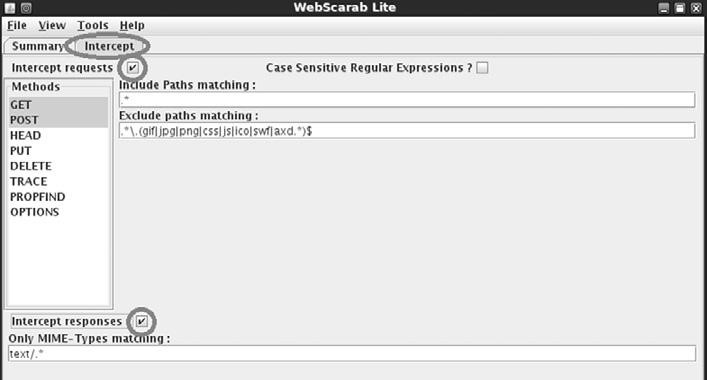 WebScarab Lite
File View Tools Help
Summary Intercept
Intercept requests Case Sensitive Regular Expressions ?
Methods
Include Paths matching :
.*
Exclude paths matching :
.*\.(gif|jpg|png|css|js|ico|swf|axd.*)$
GET
POST
HEAD
PUT
DELETE
TRACE
PROPFIND
OPTIONS
Intercept responses
Only MIME-Types matching :
text/.*